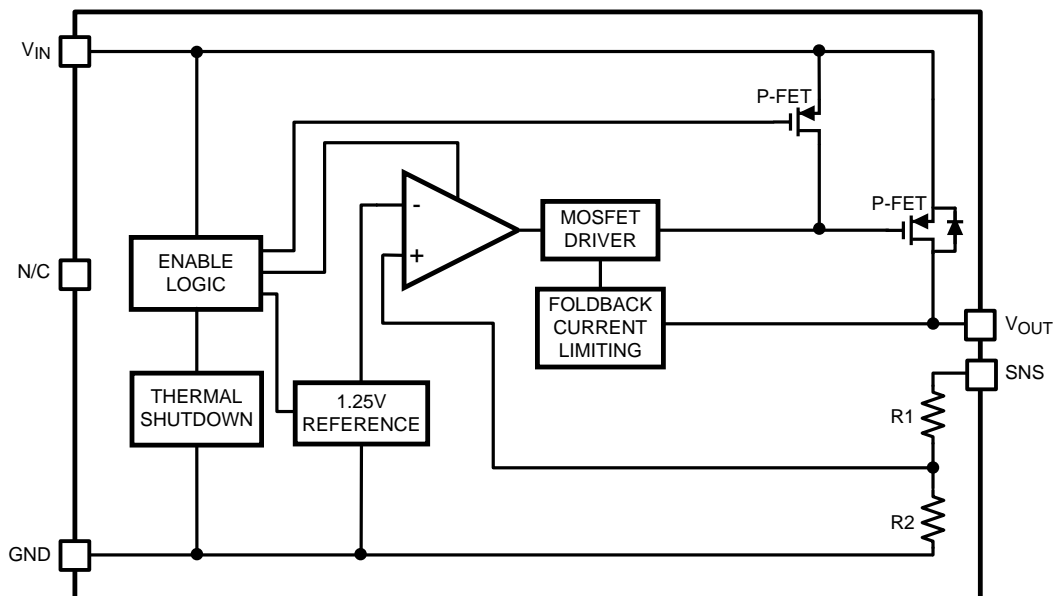 VIN
P-FET
P-FET
-
+
MOSFET
DRIVER
N/C
ENABLE
LOGIC
FOLDBACK
CURRENT
LIMITING
VOUT
SNS
THERMAL
SHUTDOWN
1.25V
REFERENCE
R1
R2
GND